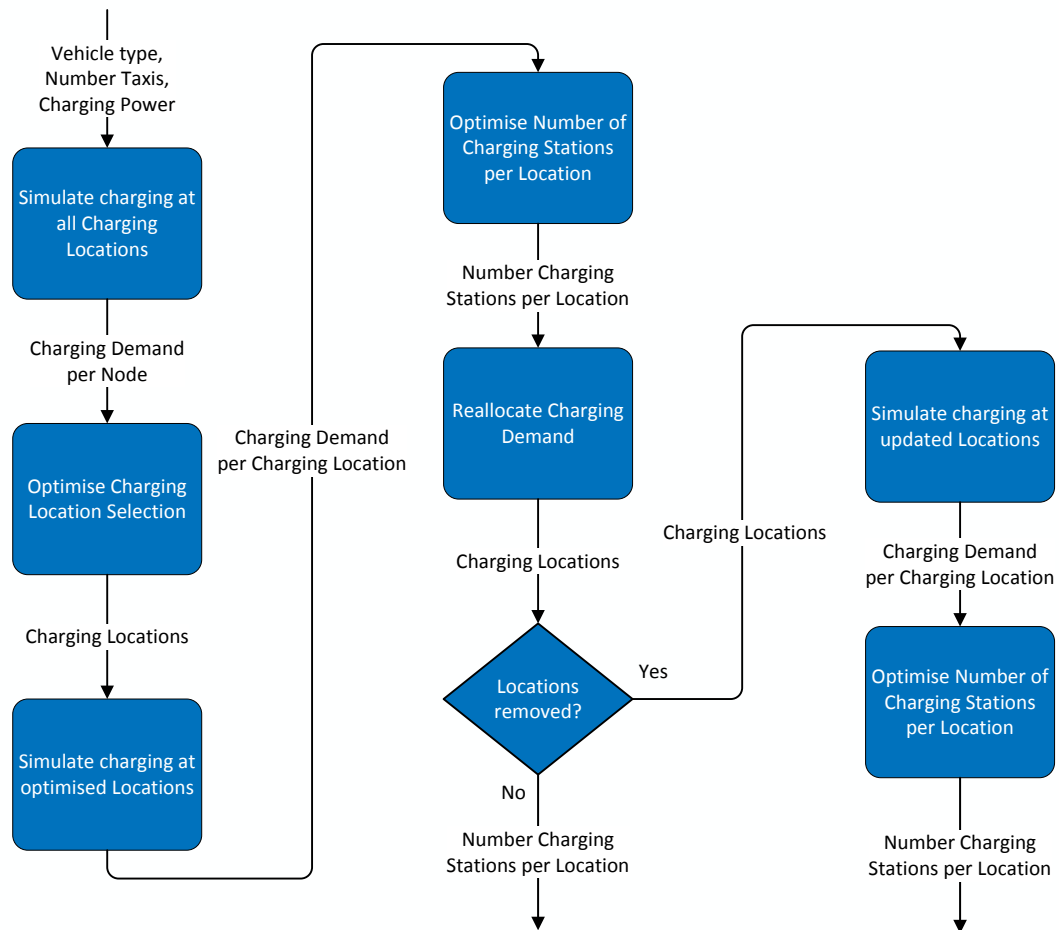 Vehicle type,
Number Taxis,
Charging Power
Simulate charging at
all Charging
Locations
Charging Demand
per Node
Optimise Charging
Location Selection
Charging Locations
Simulate charging at
optimised Locations
Charging Demand
per Charging Location
Optimise Number of
Charging Stations
per Location
Number Charging
Stations per Location
Reallocate Charging
Demand
Charging Locations
Locations
removed?
Yes
No
Number Charging
Stations per Location
Charging Locations
Simulate charging at
updated Locations
Charging Demand
per Charging Location
Optimise Number of
Charging Stations
per Location
Number Charging
Stations per Location